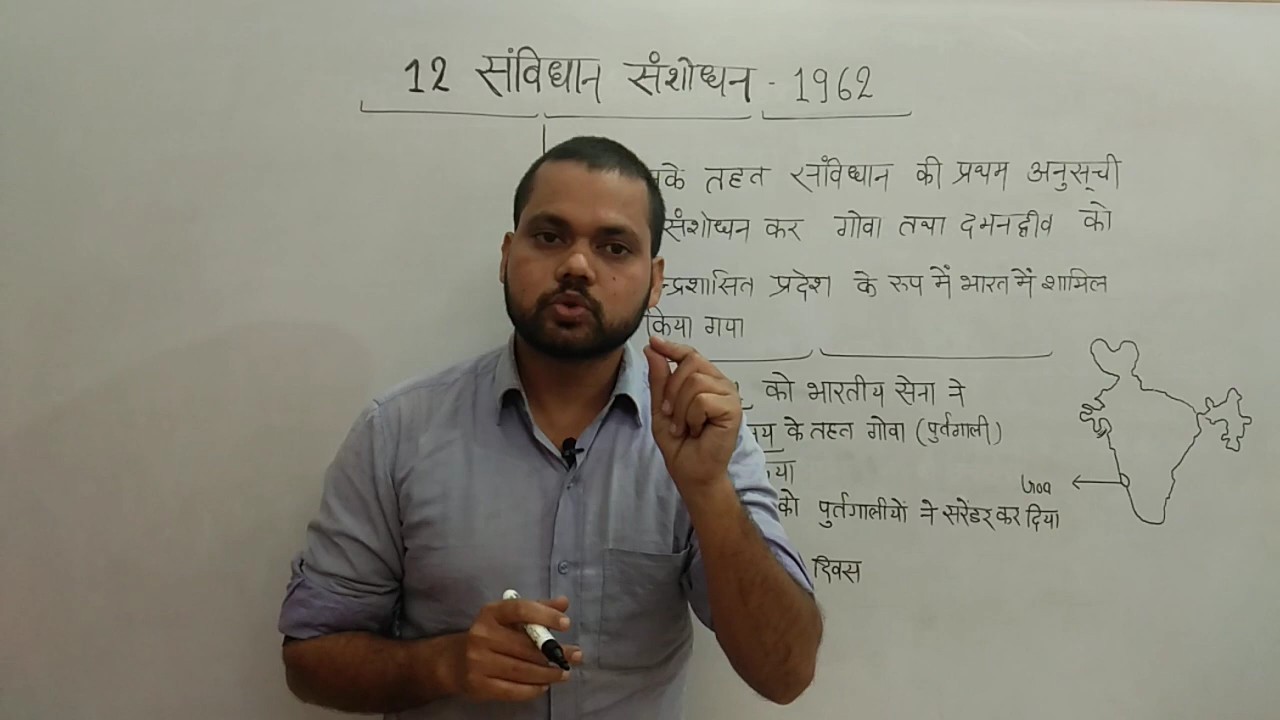 12 संविधान संशोधन - 1962
तहत संविधान की प्रथम अनुसूची
संशोधन कर गोवा तथा दमनद्वीव को
प्रदेश के रुप में भारत में शामिल
किया गया
को भारतीय सेना ने
के तहत गोवा (पुर्तगाली)
को पुर्तगालीयों ने सरेंडर कर दिया
Goa
दिवस